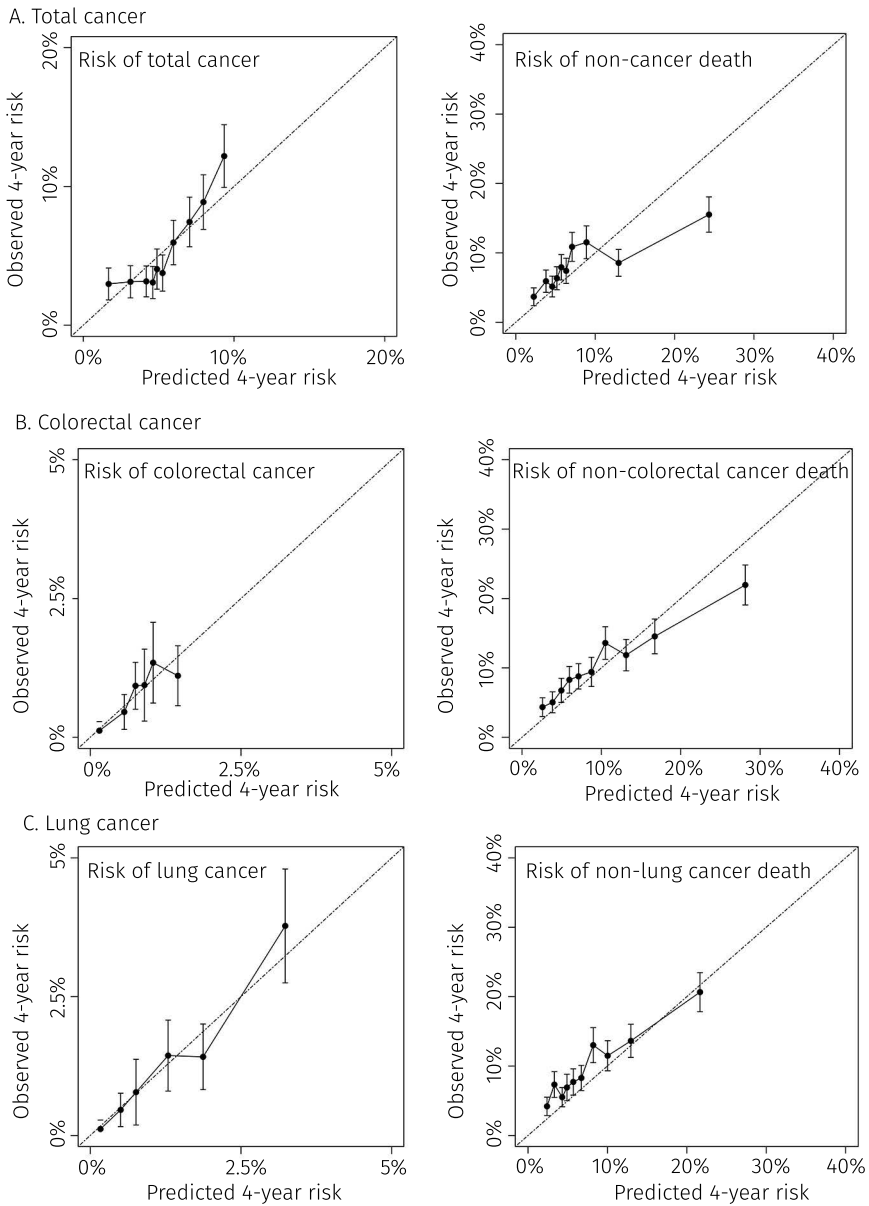 A. Total cancer
Risk of total cancer
Observed 4-year risk
20%
10%
0%
0% 10% 20%
Predicted 4-year risk
Risk of non-cancer death
Observed 4-year risk
40%
30%
20%
10%
0%
0% 10% 20% 30% 40%
Predicted 4-year risk
B. Colorectal cancer
Risk of colorectal cancer
Observed 4-year risk
5%
2.5%
0%
0% 2.5% 5%
Predicted 4-year risk
Risk of non-colorectal cancer death
Observed 4-year risk
40%
30%
20%
10%
0%
0% 10% 20% 30% 40%
Predicted 4-year risk
C. Lung cancer
Risk of lung cancer
Observed 4-year risk
5%
2.5%
0%
0% 2.5% 5%
Predicted 4-year risk
Risk of non-lung cancer death
Observed 4-year risk
40%
30%
20%
10%
0%
0% 10% 20% 30% 40%
Predicted 4-year risk